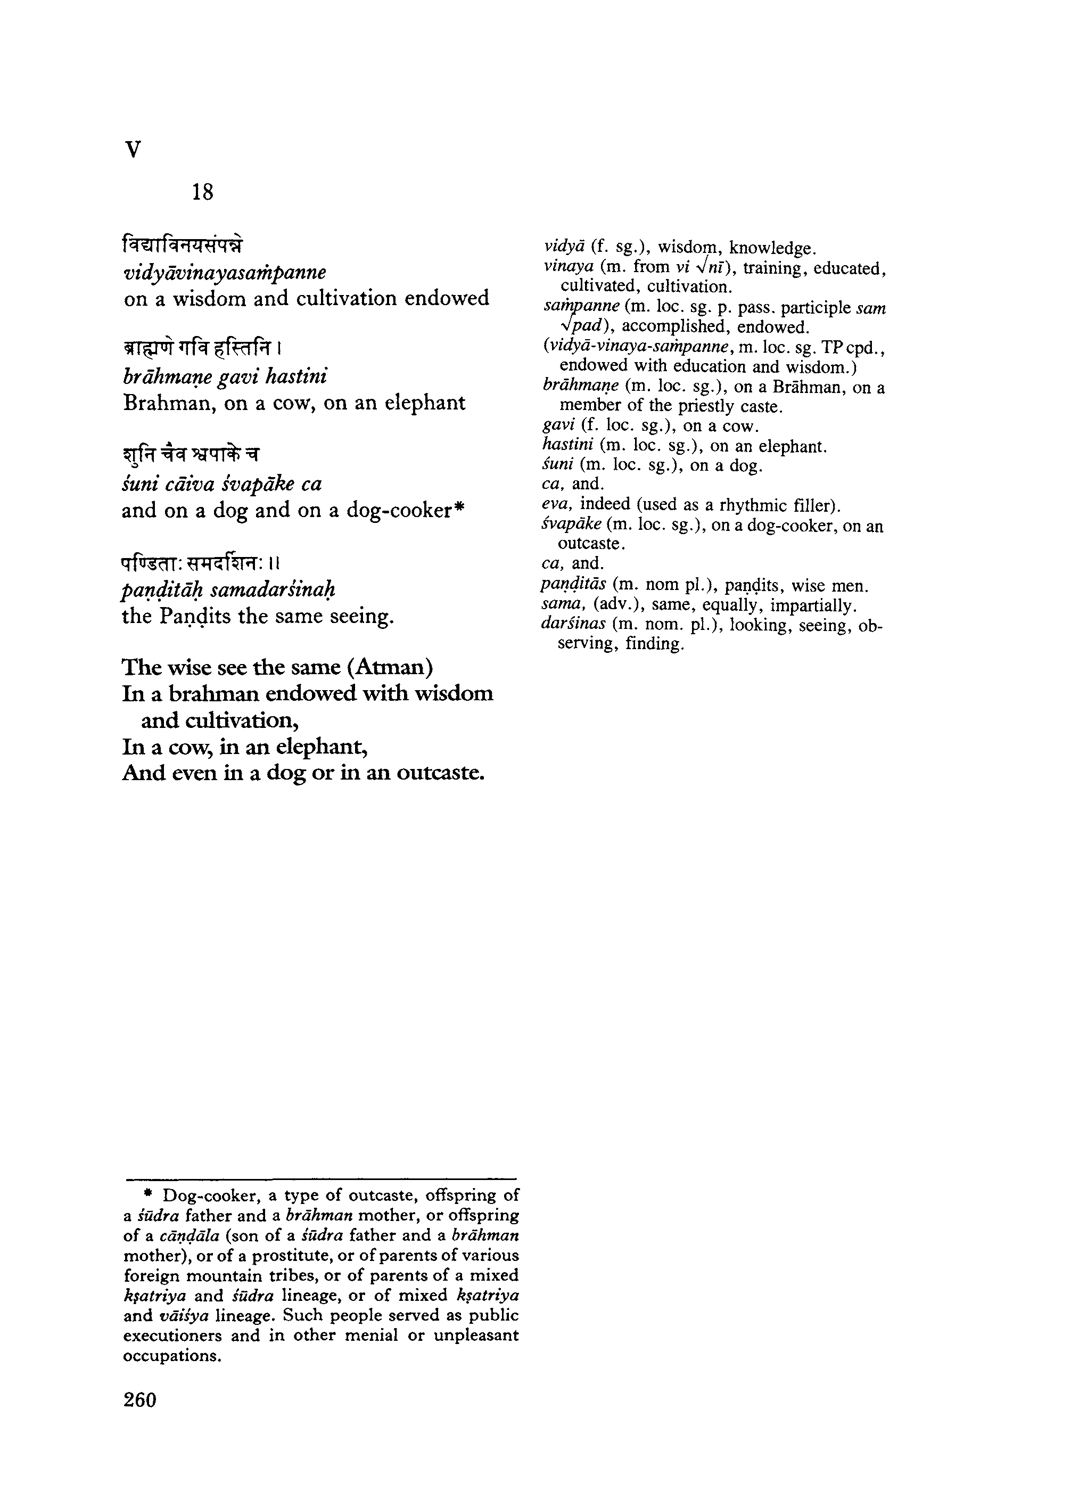 V
18
विद्याविनयसंपन्ने
vidyāvinayasaṁpanne
on a wisdom and cultivation endowed
ब्राह्मणे गवि हस्तिनि ।
brāhmaṇe gavi hastini
Brahman, on a cow, on an elephant
शुनि चैव श्वपाके च
śuni cāiva śvapāke ca
and on a dog and on a dog-cooker*
पण्डिताः समदर्शिनः ॥
paṇḍitāḥ samadarśinaḥ
the Paṇḍits the same seeing.
The wise see the same (Atman)
In a brahman endowed with wisdom
and cultivation,
In a cow, in an elephant,
And even in a dog or in an outcaste.
vidyā (f. sg.), wisdom, knowledge.
vinaya (m. from vi √nī), training, educated,
cultivated, cultivation.
saṁpanne (m. loc. sg. p. pass. participle sam
√pad), accomplished, endowed.
(vidyā-vinaya-saṁpanne, m. loc. sg. TP cpd.,
endowed with education and wisdom.)
brāhmaṇe (m. loc. sg.), on a Brāhman, on a
member of the priestly caste.
gavi (f. loc. sg.), on a cow.
hastini (m. loc. sg.), on an elephant.
śuni (m. loc. sg.), on a dog.
ca, and.
eva, indeed (used as a rhythmic filler).
śvapāke (m. loc. sg.), on a dog-cooker, on an
outcaste.
ca, and.
paṇḍitās (m. nom pl.), paṇḍits, wise men.
sama, (adv.), same, equally, impartially.
darśinas (m. nom. pl.), looking, seeing, ob-
serving, finding.
* Dog-cooker, a type of outcaste, offspring of
a śūdra father and a brāhman mother, or offspring
of a cāṇḍāla (son of a śūdra father and a brāhman
mother), or of a prostitute, or of parents of various
foreign mountain tribes, or of parents of a mixed
kṣatriya and śūdra lineage, or of mixed kṣatriya
and vāiśya lineage. Such people served as public
executioners and in other menial or unpleasant
occupations.
260